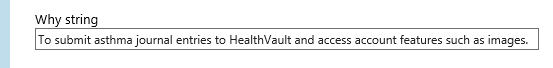 Why string
To submit asthma journal entries to HealthVault and access account features such as images.